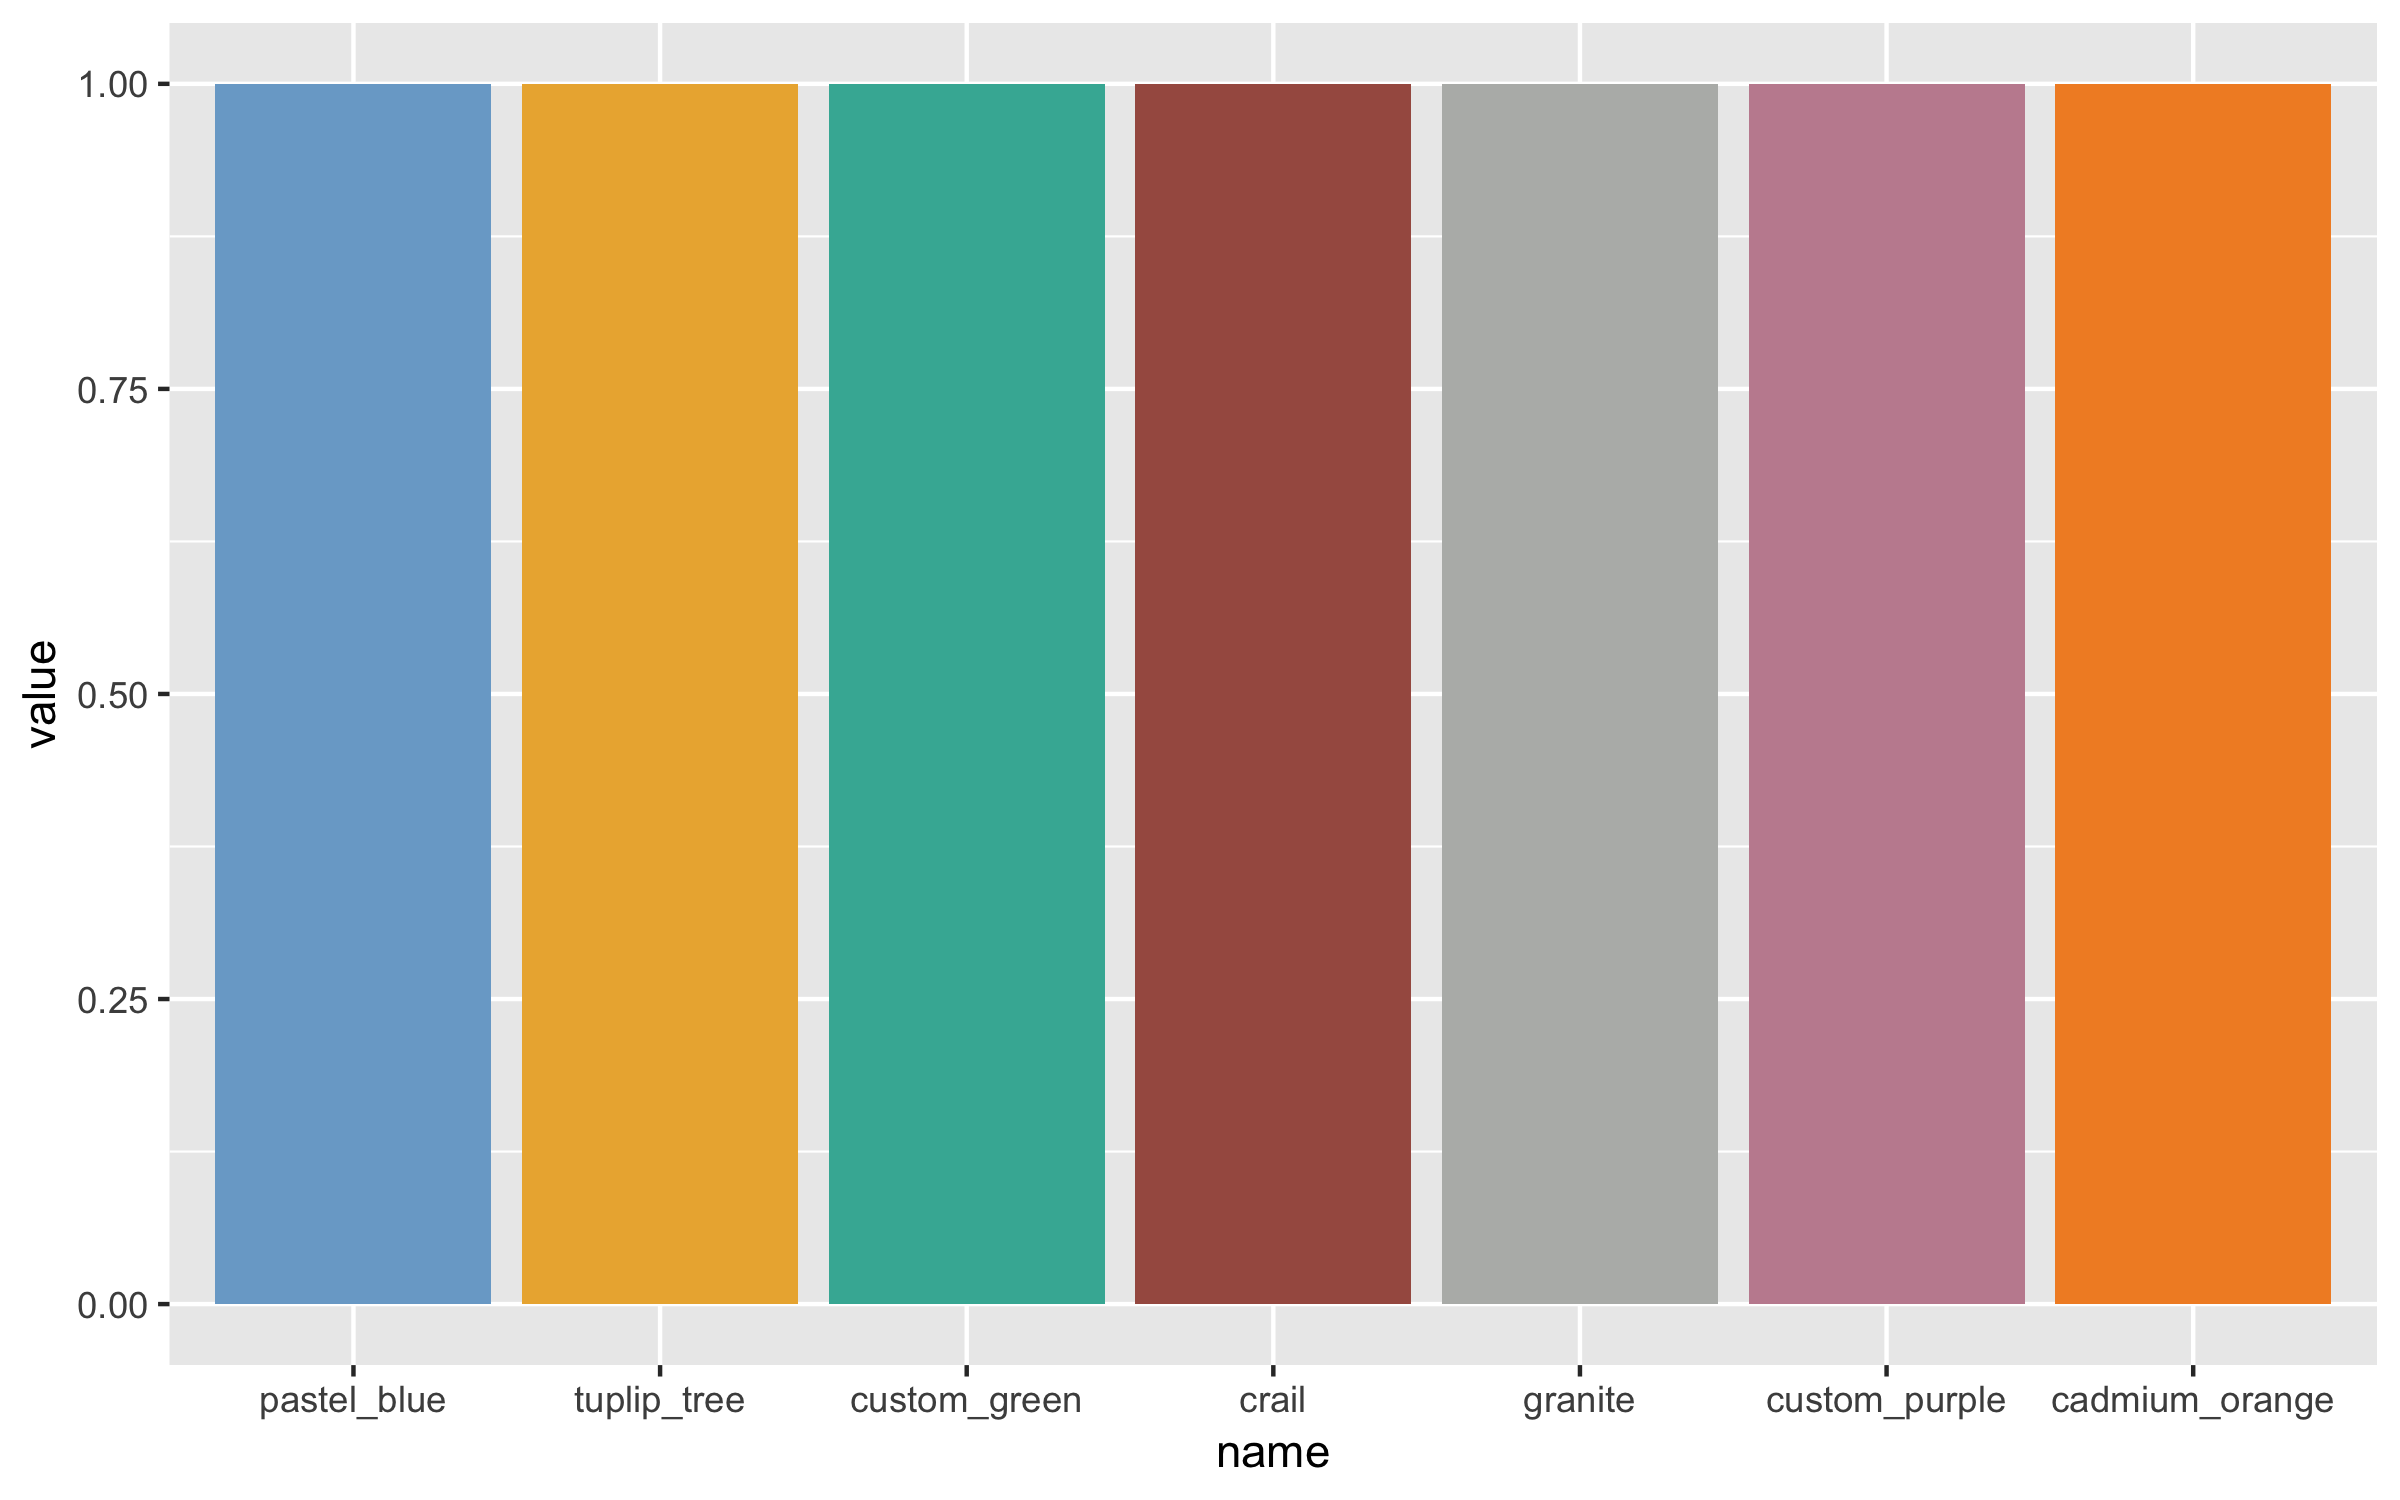 1.00
0.75
0.50
0.25
0.00
value
pastel_blue tuplip_tree custom_green crail granite custom_purple cadmium_orange
name